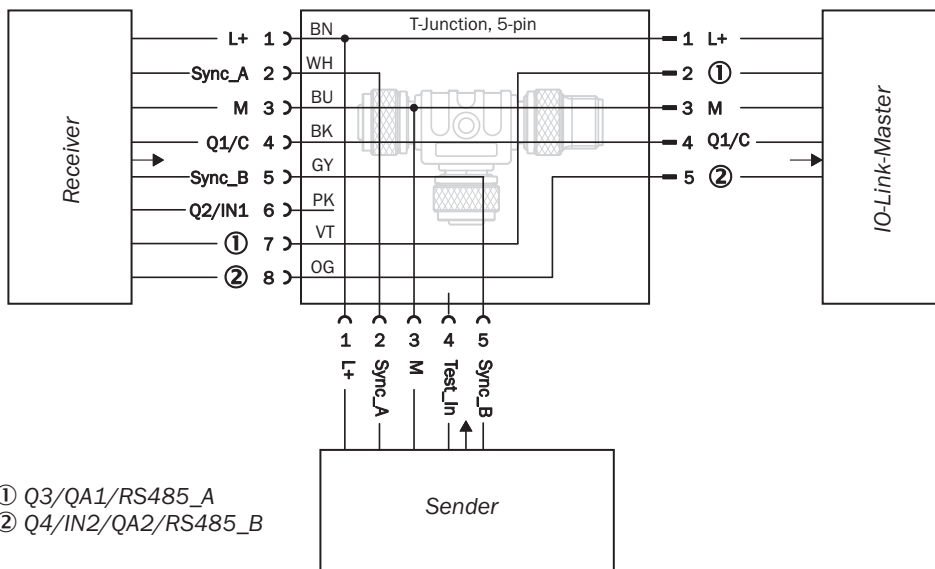 T-Junction, 5-pin
L+ 1 BN 1 L+
Sync_A 2 WH 2 ①
M 3 BU 3 M
Q1/C 4 BK 4 Q1/C
Sync_B 5 GY 5 ②
Q2/IN1 6 PK
① 7 VT
② 8 OG
Receiver
IO-Link-Master
1 2 3 4 5
L+ Sync_A M Test_In Sync_B
Sender
① Q3/QA1/RS485_A
② Q4/IN2/QA2/RS485_B